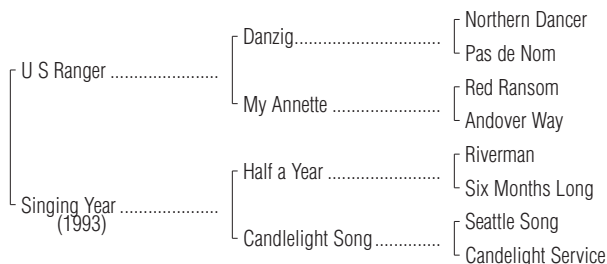 Northern Dancer
Danzig
Pas de Nom
U S Ranger
Red Ransom
My Annette
Andover Way
Riverman
Half a Year
Six Months Long
Singing Year
(1993)
Seattle Song
Candlelight Song
Candelight Service